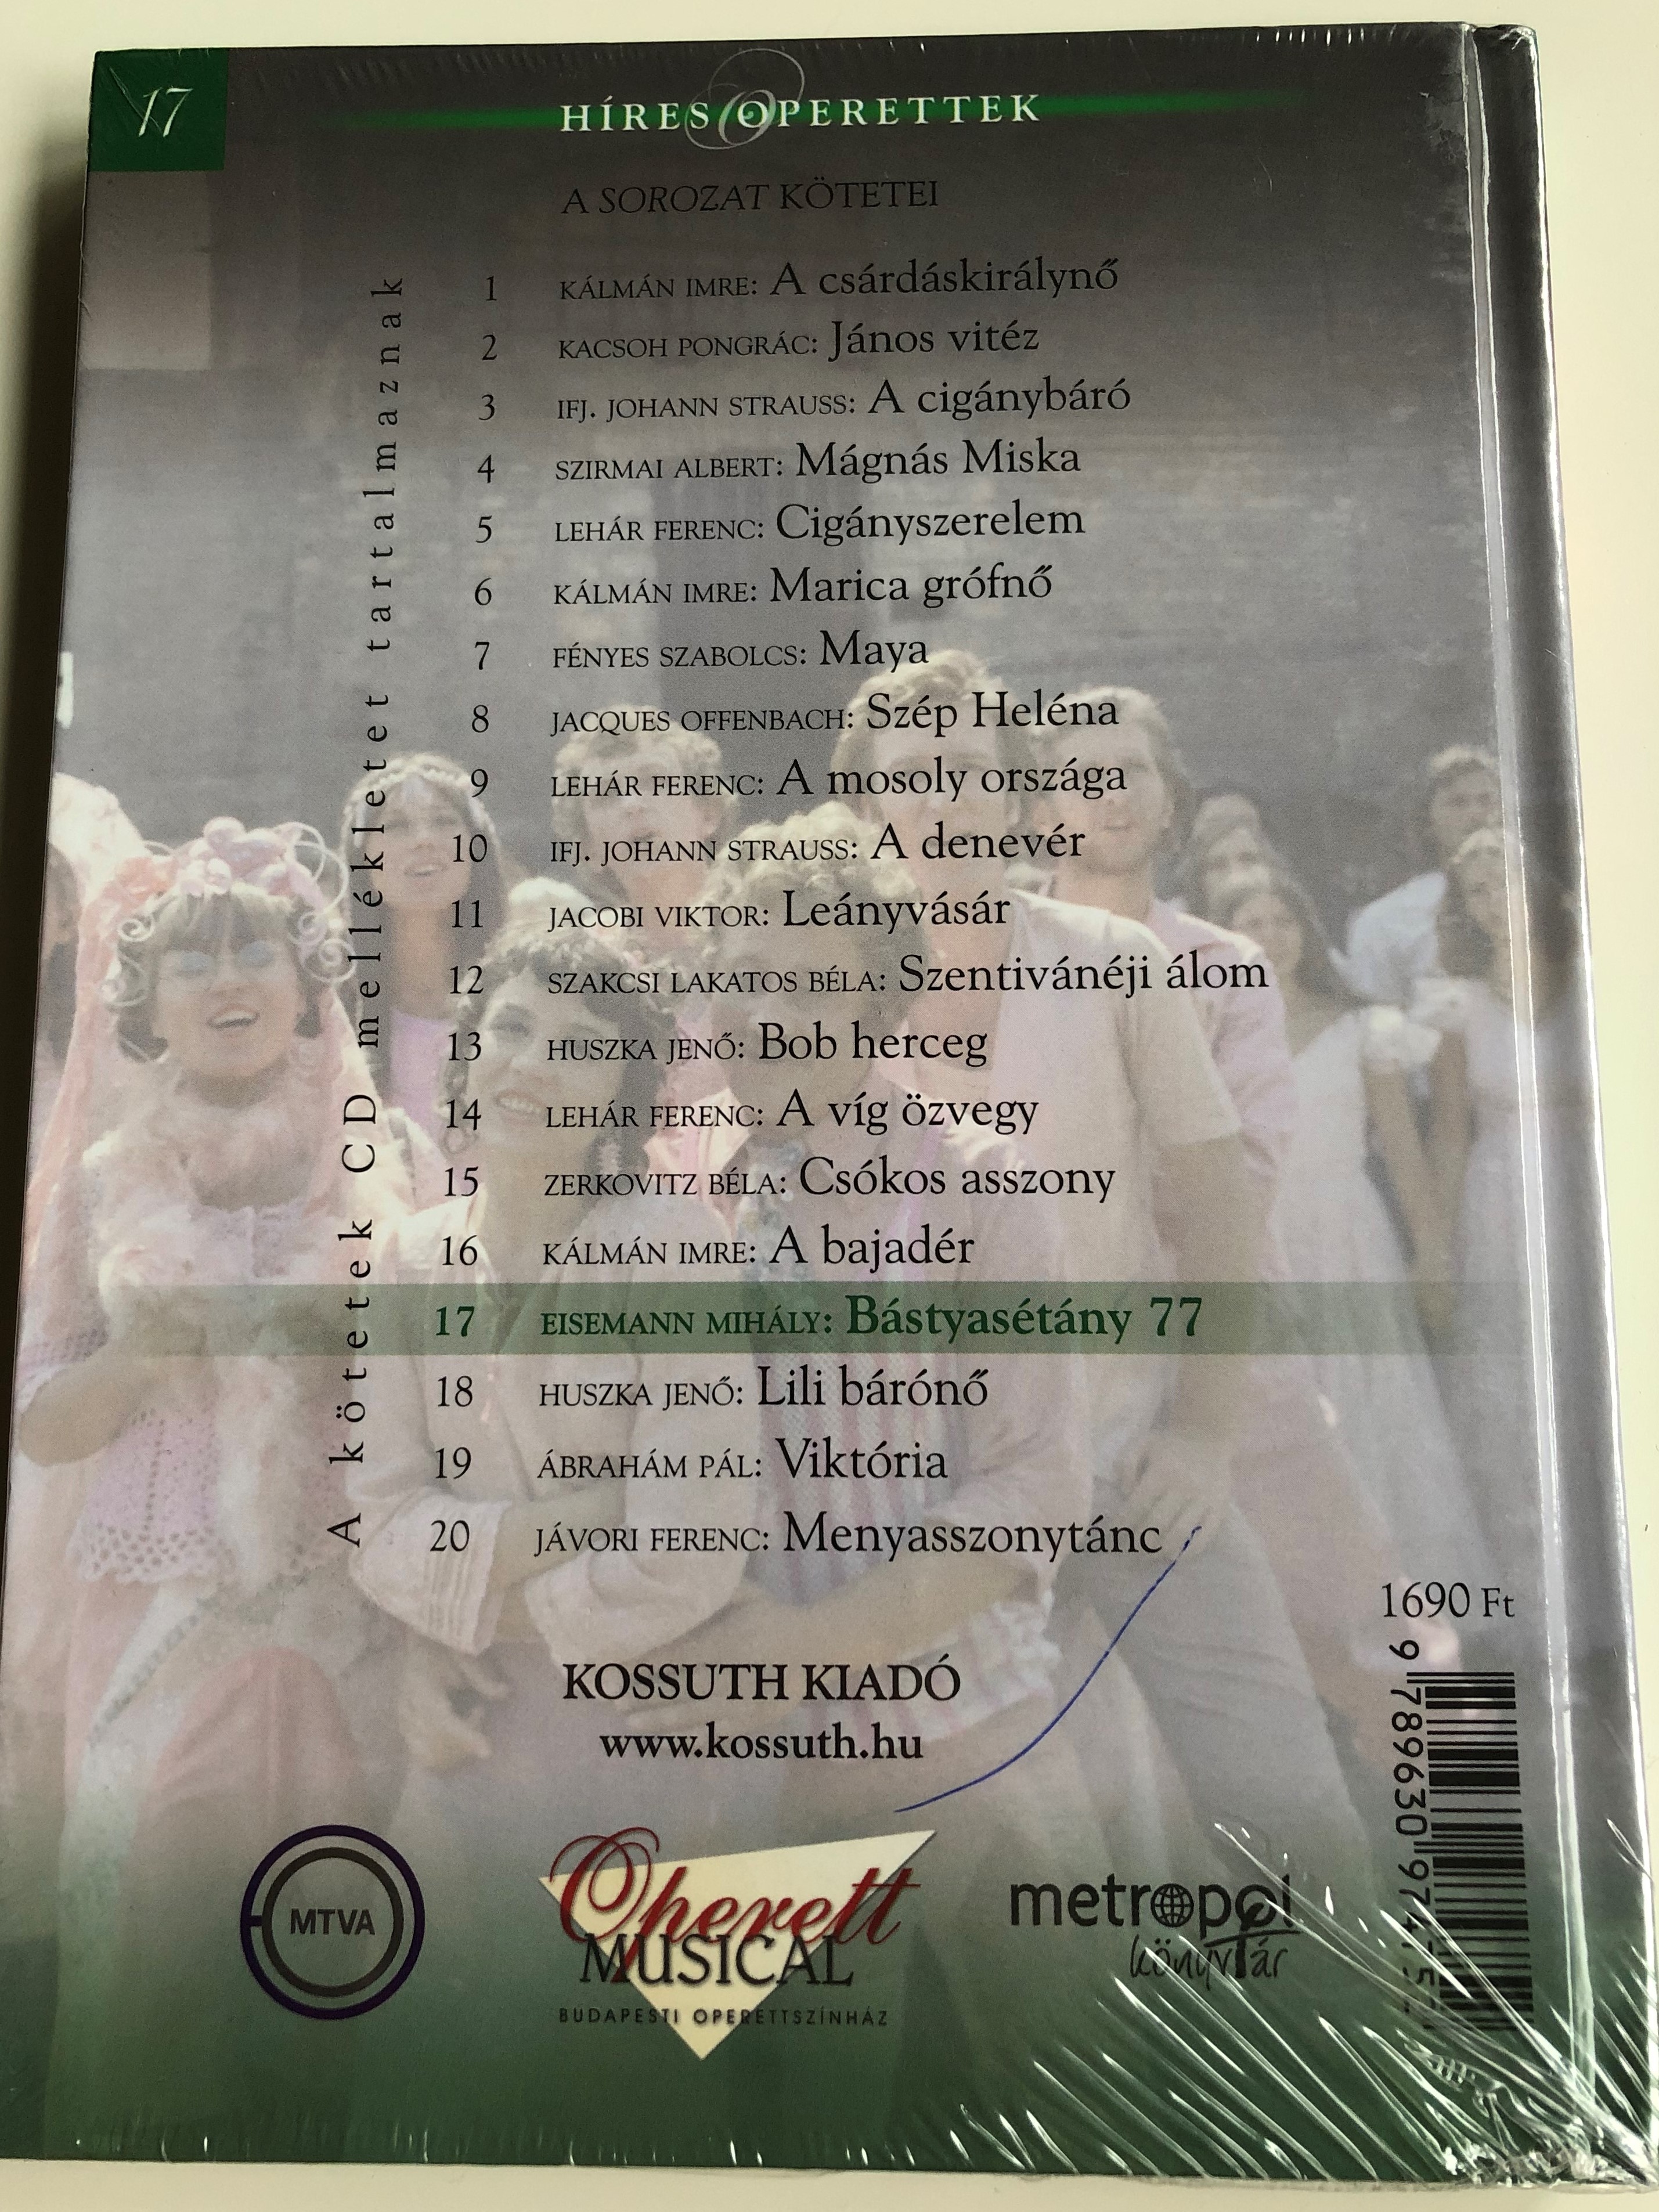 17
HÍRES OPERETTEK
A SOROZAT KÖTETEI
A kötetek CD mellékletet tartalmaznak
1 KÁLMÁN IMRE: A csárdáskirálynő
2 KACSOH PONGRÁC: János vitéz
3 IFJ. JOHANN STRAUSS: A cigánybáró
4 SZIRMAI ALBERT: Mágnás Miska
5 LEHÁR FERENC: Cigányszerelem
6 KÁLMÁN IMRE: Marica grófnő
7 FÉNYES SZABOLCS: Maya
8 JACQUES OFFENBACH: Szép Heléna
9 LEHÁR FERENC: A mosoly országa
10 IFJ. JOHANN STRAUSS: A denevér
11 JACOBI VIKTOR: Leányvásár
12 SZAKCSI LAKATOS BÉLA: Szentivánéji álom
13 HUSZKA JENŐ: Bob herceg
14 LEHÁR FERENC: A víg özvegy
15 ZERKOVITZ BÉLA: Csókos asszony
16 KÁLMÁN IMRE: A bajadér
17 EISEMANN MIHÁLY: Bástyasétány 77
18 HUSZKA JENŐ: Lili bárónő
19 ÁBRAHÁM PÁL: Viktória
20 JÁVORI FERENC: Menyasszonytánc
1690 Ft
KOSSUTH KIADÓ
www.kossuth.hu
MTVA
Operett
MUSICAL
BUDAPESTI OPERETTSZÍNHÁZ
metropol
könyvtár